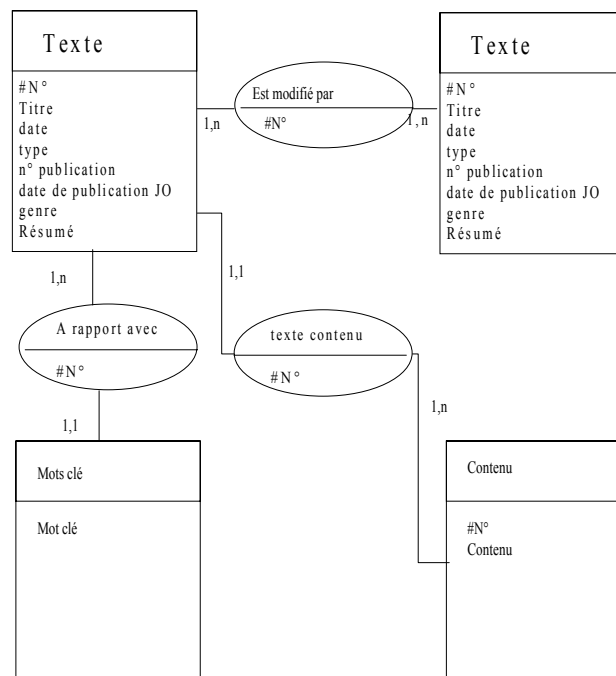 Texte
#N°
Titre
date
type
n° publication
date de publication JO
genre
Résumé
1,n
Est modifié par
#N°
1,n
Texte
#N°
Titre
date
type
n° publication
date de publication JO
genre
Résumé
1,n
A rapport avec
#N°
1,1
1,1
texte contenu
#N°
1,n
Mots clé
Mot clé
Contenu
#N°
Contenu